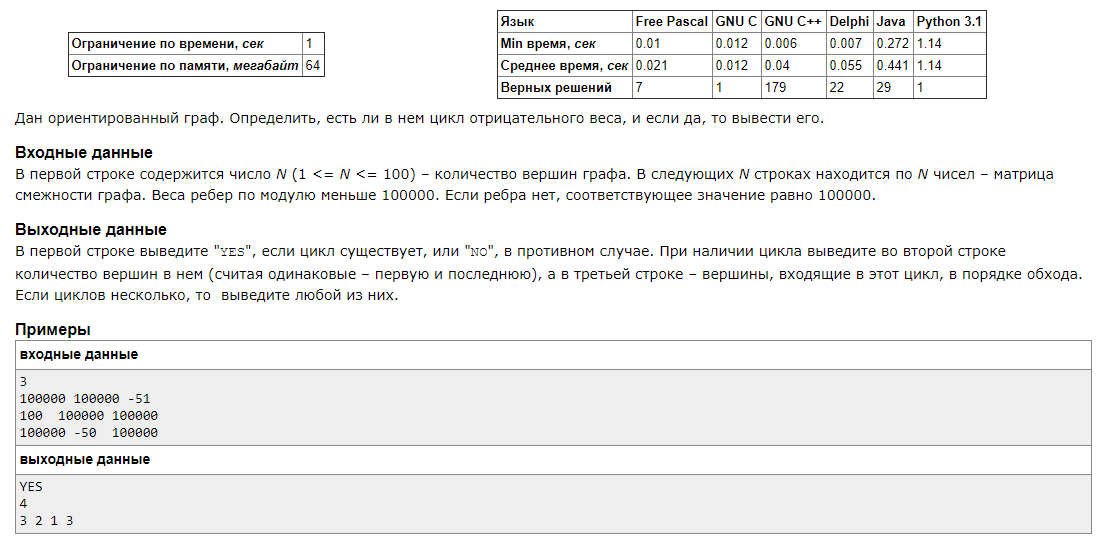 Ограничение по времени, сек 1
Ограничение по памяти, мегабайт 64
Язык Free Pascal GNU C GNU C++ Delphi Java Python 3.1
Min время, сек 0.01 0.012 0.006 0.007 0.272 1.14
Среднее время, сек 0.021 0.012 0.04 0.055 0.441 1.14
Верных решений 7 1 179 22 29 1
Дан ориентированный граф. Определить, есть ли в нем цикл отрицательного веса, и если да, то вывести его.
Входные данные
В первой строке содержится число N (1 <= N <= 100) – количество вершин графа. В следующих N строках находится по N чисел – матрица
смежности графа. Веса ребер по модулю меньше 100000. Если ребра нет, соответствующее значение равно 100000.
Выходные данные
В первой строке выведите "YES", если цикл существует, или "NO", в противном случае. При наличии цикла выведите во второй строке
количество вершин в нем (считая одинаковые – первую и последнюю), а в третьей строке – вершины, входящие в этот цикл, в порядке обхода.
Если циклов несколько, то выведите любой из них.
Примеры
входные данные
3
100000 100000 -51
100 100000 100000
100000 -50 100000
выходные данные
YES
4
3 2 1 3